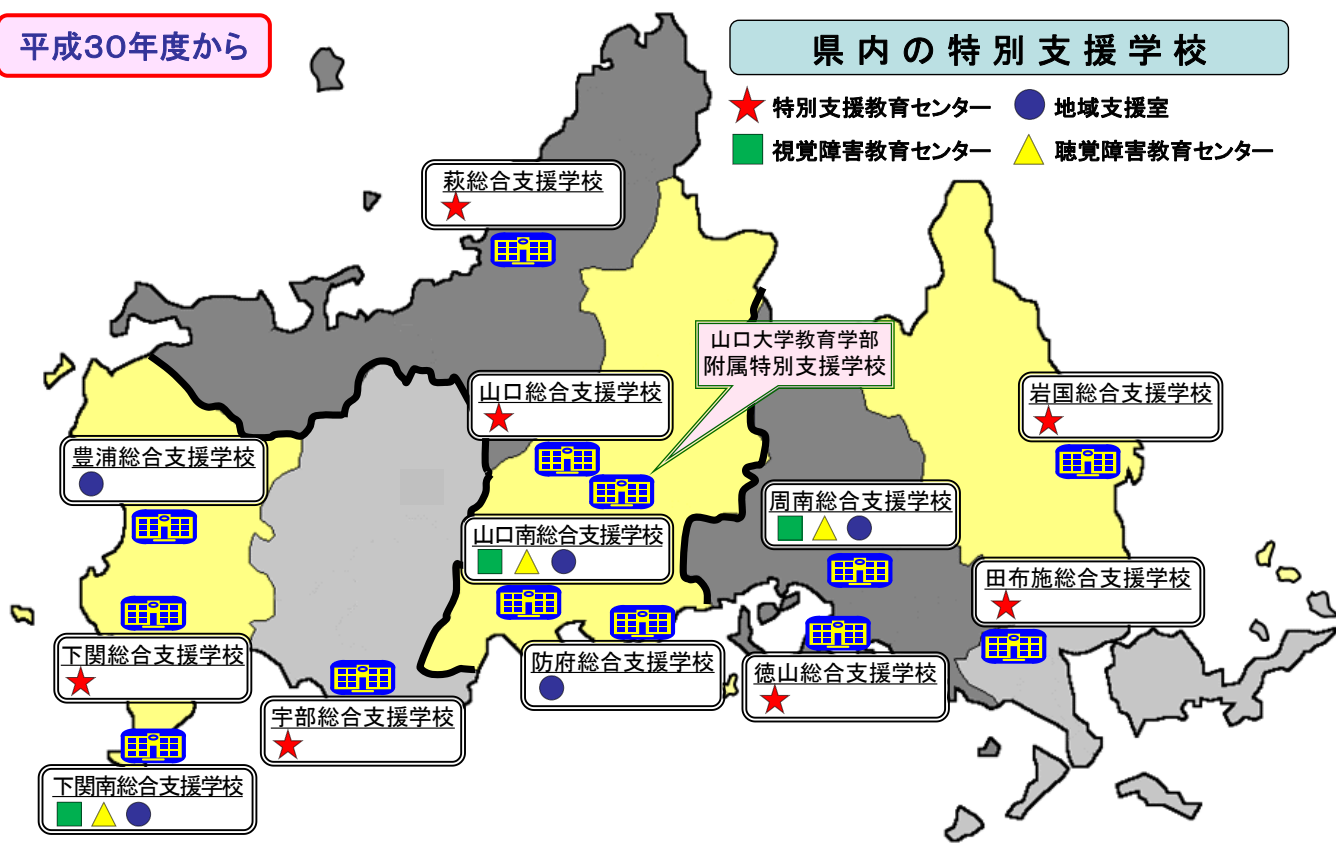 平成30年度から
県内の特別支援学校
特別支援教育センター
地域支援室
視覚障害教育センター
聴覚障害教育センター
萩総合支援学校
山口大学教育学部
附属特別支援学校
山口総合支援学校
岩国総合支援学校
豊浦総合支援学校
周南総合支援学校
山口南総合支援学校
田布施総合支援学校
下関総合支援学校
防府総合支援学校
徳山総合支援学校
宇部総合支援学校
下関南総合支援学校